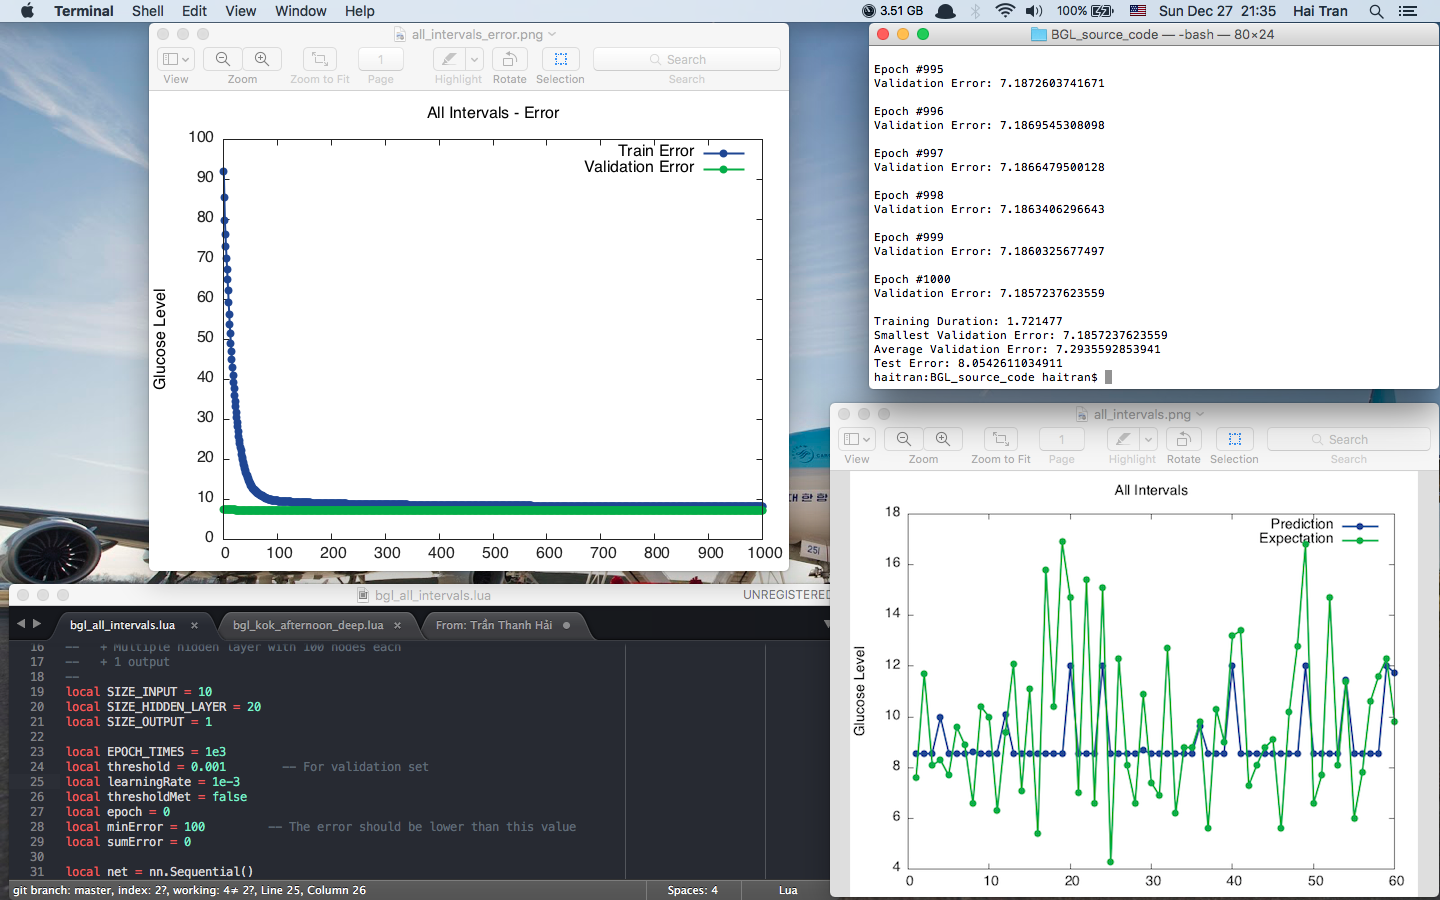 Terminal Shell Edit View Window Help 3.51 GB 100% Sun Dec 27 21:35 Hai Tran
all_intervals_error.png
1 Search
View Zoom Zoom to Fit Page Highlight Rotate Selection Search
All Intervals - Error
Train Error
Validation Error
Glucose Level
100
90
80
70
60
50
40
30
20
10
0
0 100 200 300 400 500 600 700 800 900 1000
BGL_source_code — -bash — 80×24
Epoch #995
Validation Error: 7.1872603741671
Epoch #996
Validation Error: 7.1869545308098
Epoch #997
Validation Error: 7.1866479500128
Epoch #998
Validation Error: 7.1863406296643
Epoch #999
Validation Error: 7.1860325677497
Epoch #1000
Validation Error: 7.1857237623559
Training Duration: 1.721477
Smallest Validation Error: 7.1857237623559
Average Validation Error: 7.2935592853941
Test Error: 8.0542611034911
haitran:BGL_source_code haitran$
대한항
251
all_intervals.png
1 Search
View Zoom Zoom to Fit Page Highlight Rotate Selection Search
All Intervals
Prediction
Expectation
Glucose Level
18
16
14
12
10
8
6
4
0 10 20 30 40 50 60
bgl_all_intervals.lua UNREGISTERED
bgl_all_intervals.lua × bgl_kok_afternoon_deep.lua × From: Trần Thanh Hải
16 -- + Multiple hidden layer with 100 nodes each
17 -- + 1 output
18 --
19 local SIZE_INPUT = 10
20 local SIZE_HIDDEN_LAYER = 20
21 local SIZE_OUTPUT = 1
22
23 local EPOCH_TIMES = 1e3
24 local threshold = 0.001 -- For validation set
25 local learningRate = 1e-3
26 local thresholdMet = false
27 local epoch = 0
28 local minError = 100 -- The error should be lower than this value
29 local sumError = 0
30
31 local net = nn.Sequential()
git branch: master, index: 2?, working: 4≠ 2?, Line 25, Column 26 Spaces: 4 Lua